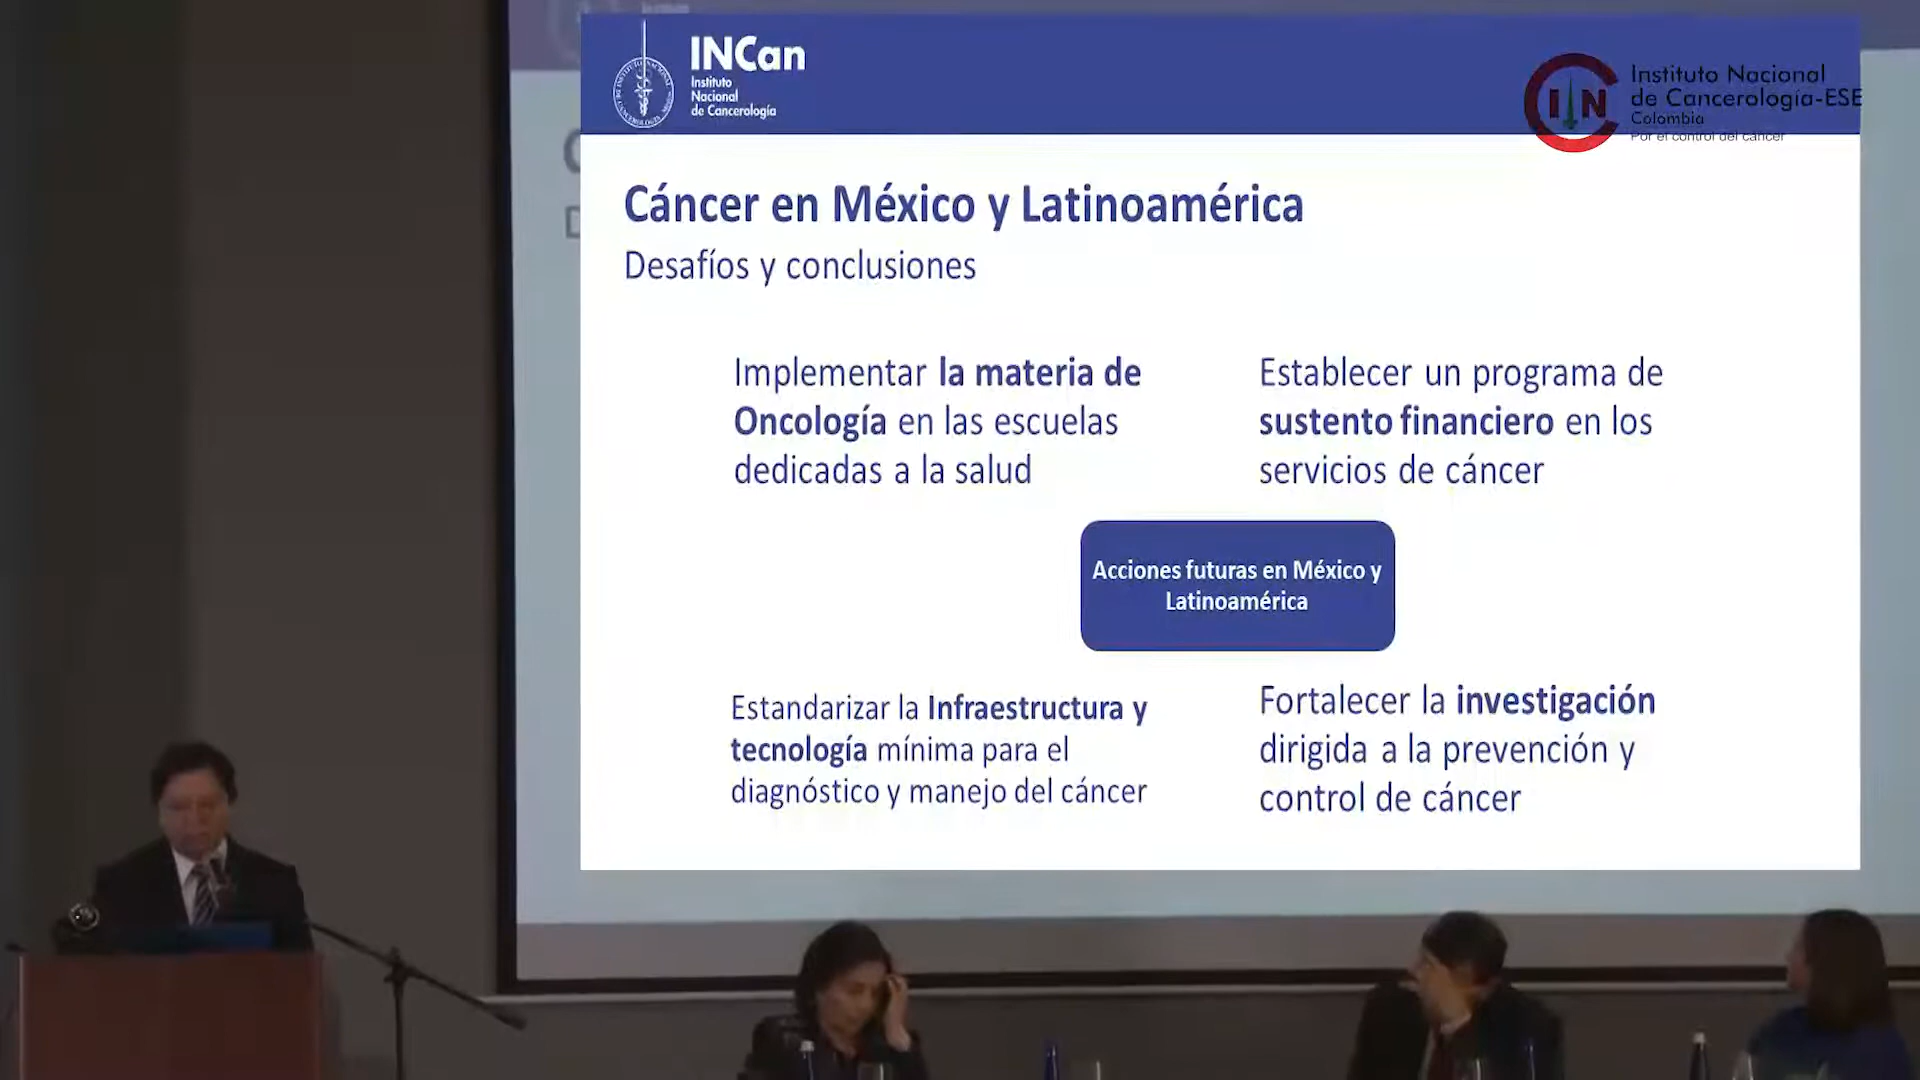 INCan
Instituto
Nacional
de Cancerología
Instituto Nacional
de Cancerología-ESE
Colombia
Por el control del cáncer
Cáncer en México y Latinoamérica
Desafíos y conclusiones
Implementar la materia de
Oncología en las escuelas
dedicadas a la salud
Establecer un programa de
sustento financiero en los
servicios de cáncer
Acciones futuras en México y
Latinoamérica
Estandarizar la Infraestructura y
tecnología mínima para el
diagnóstico y manejo del cáncer
Fortalecer la investigación
dirigida a la prevención y
control de cáncer